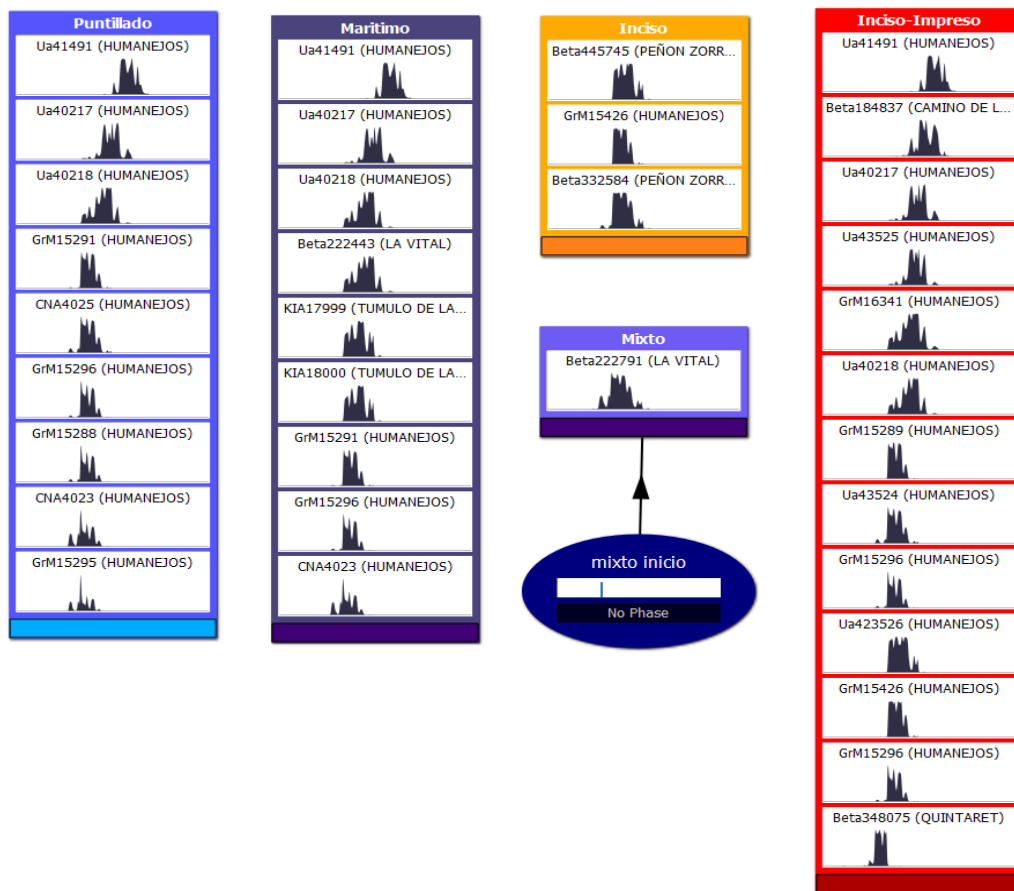 Puntillado
Ua41491 (HUMANEJOS)
Ua40217 (HUMANEJOS)
Ua40218 (HUMANEJOS)
GrM15291 (HUMANEJOS)
CNA4025 (HUMANEJOS)
GrM15296 (HUMANEJOS)
GrM15288 (HUMANEJOS)
CNA4023 (HUMANEJOS)
GrM15295 (HUMANEJOS)
Maritimo
Ua41491 (HUMANEJOS)
Ua40217 (HUMANEJOS)
Ua40218 (HUMANEJOS)
Beta222443 (LA VITAL)
KIA17999 (TUMULO DE LA...
KIA18000 (TUMULO DE LA...
GrM15291 (HUMANEJOS)
GrM15296 (HUMANEJOS)
CNA4023 (HUMANEJOS)
Inciso
Beta445745 (PEÑON ZORR...
GrM15426 (HUMANEJOS)
Beta332584 (PEÑON ZORR...
Mixto
Beta222791 (LA VITAL)
mixto inicio
No Phase
Inciso-Impreso
Ua41491 (HUMANEJOS)
Beta184837 (CAMINO DE L...
Ua40217 (HUMANEJOS)
Ua43525 (HUMANEJOS)
GrM16341 (HUMANEJOS)
Ua40218 (HUMANEJOS)
GrM15289 (HUMANEJOS)
Ua43524 (HUMANEJOS)
GrM15296 (HUMANEJOS)
Ua423526 (HUMANEJOS)
GrM15426 (HUMANEJOS)
GrM15296 (HUMANEJOS)
Beta348075 (QUINTARET)